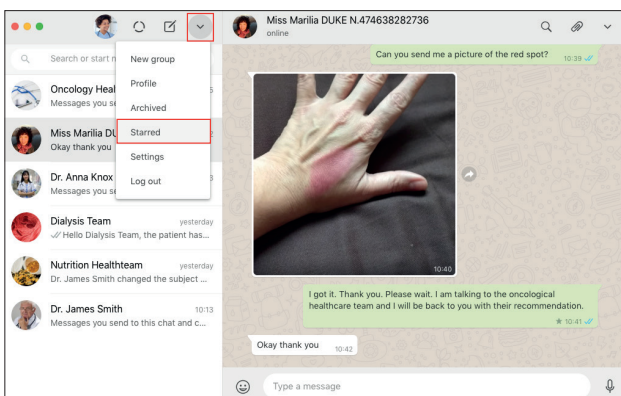 Search or start n
New group
Profile
Archived
Starred
Settings
Log out
Oncology Heal
Messages you se
Miss Marilia DU
Okay thank you
Dr. Anna Knox
Messages you se
Dialysis Team yesterday
Hello Dialysis Team, the patient has...
Nutrition Healthteam yesterday
Dr. James Smith changed the subject ...
Dr. James Smith 10:13
Messages you send to this chat and c...
Miss Marilia DUKE N.474638282736
online
Can you send me a picture of the red spot? 10:39
10:40
I got it. Thank you. Please wait. I am talking to the oncological
healthcare team and I will be back to you with their recommendation.
10:41
Okay thank you 10:42
Type a message